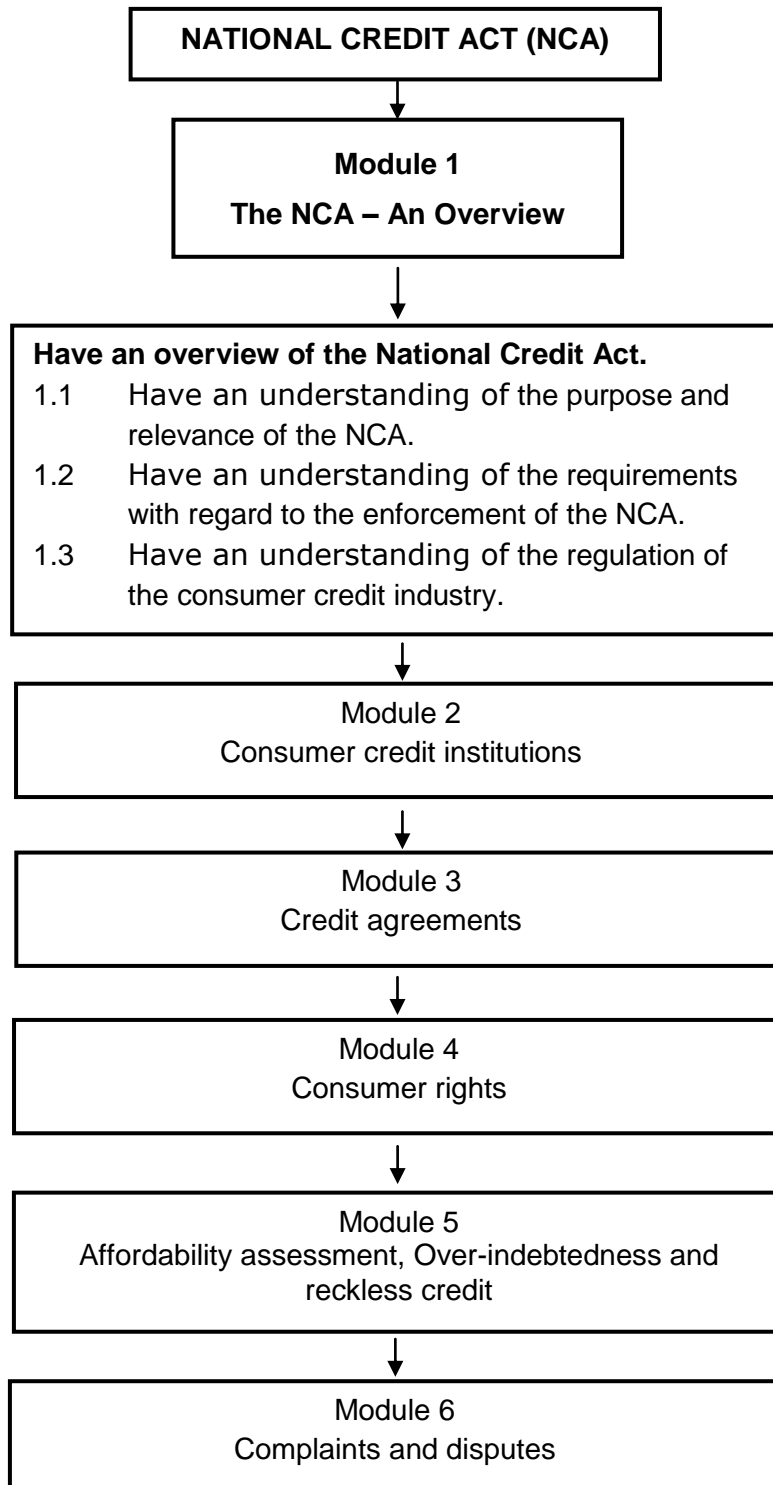 NATIONAL CREDIT ACT (NCA)
Module 1
The NCA – An Overview
Have an overview of the National Credit Act.
1.1 Have an understanding of the purpose and
relevance of the NCA.
1.2 Have an understanding of the requirements
with regard to the enforcement of the NCA.
1.3 Have an understanding of the regulation of
the consumer credit industry.
Module 2
Consumer credit institutions
Module 3
Credit agreements
Module 4
Consumer rights
Module 5
Affordability assessment, Over-indebtedness and
reckless credit
Module 6
Complaints and disputes